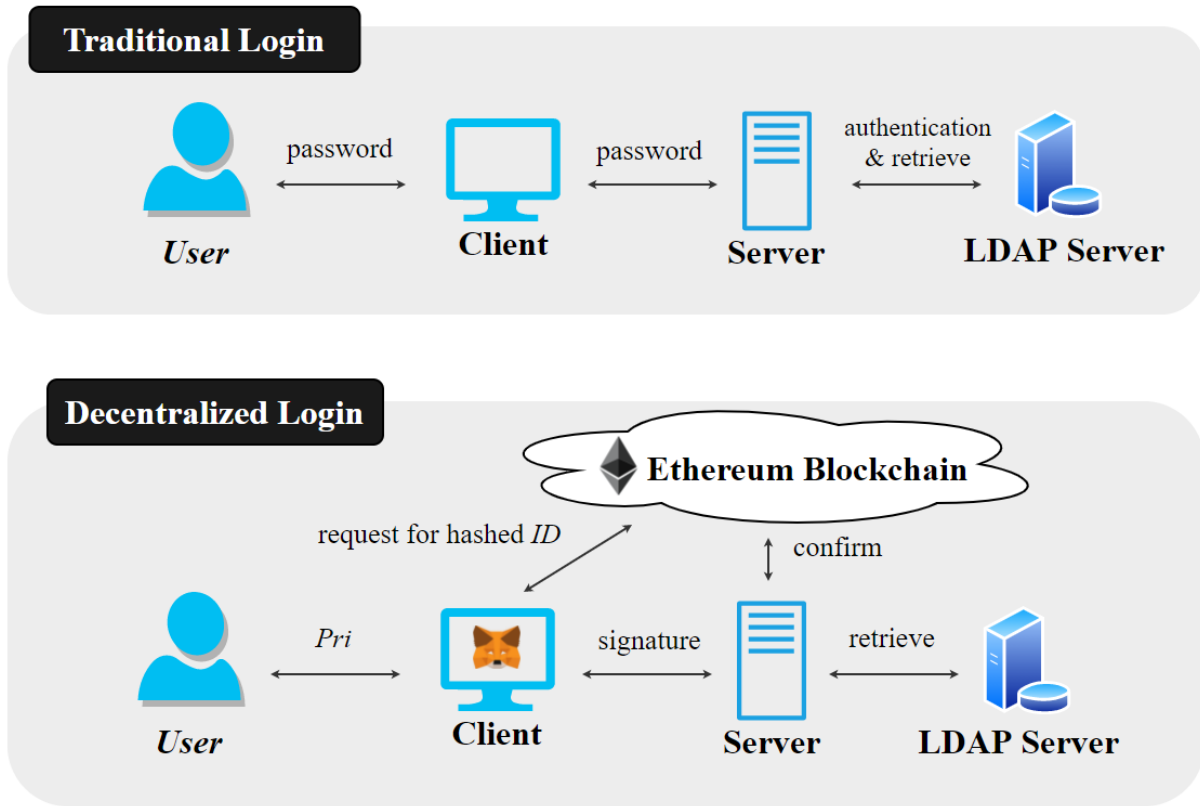 Traditional Login
password
password
authentication
& retrieve
User
Client
Server
LDAP Server
Decentralized Login
Ethereum Blockchain
request for hashed ID
confirm
Pri
signature
retrieve
User
Client
Server
LDAP Server